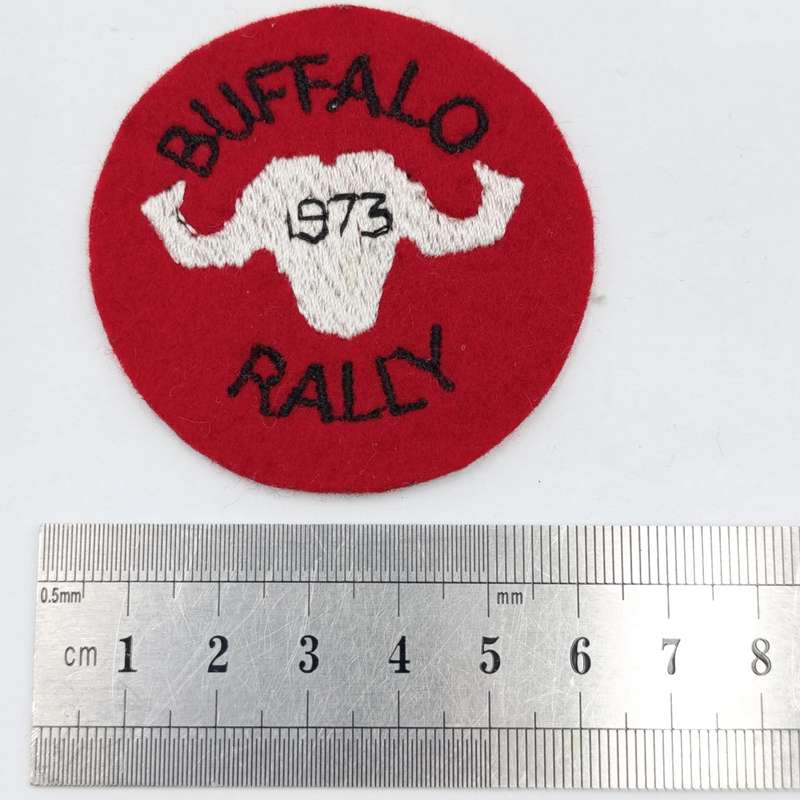 BUFFALO
1973
RALLY
0.5mm mm
cm 1 2 3 4 5 6 7 8